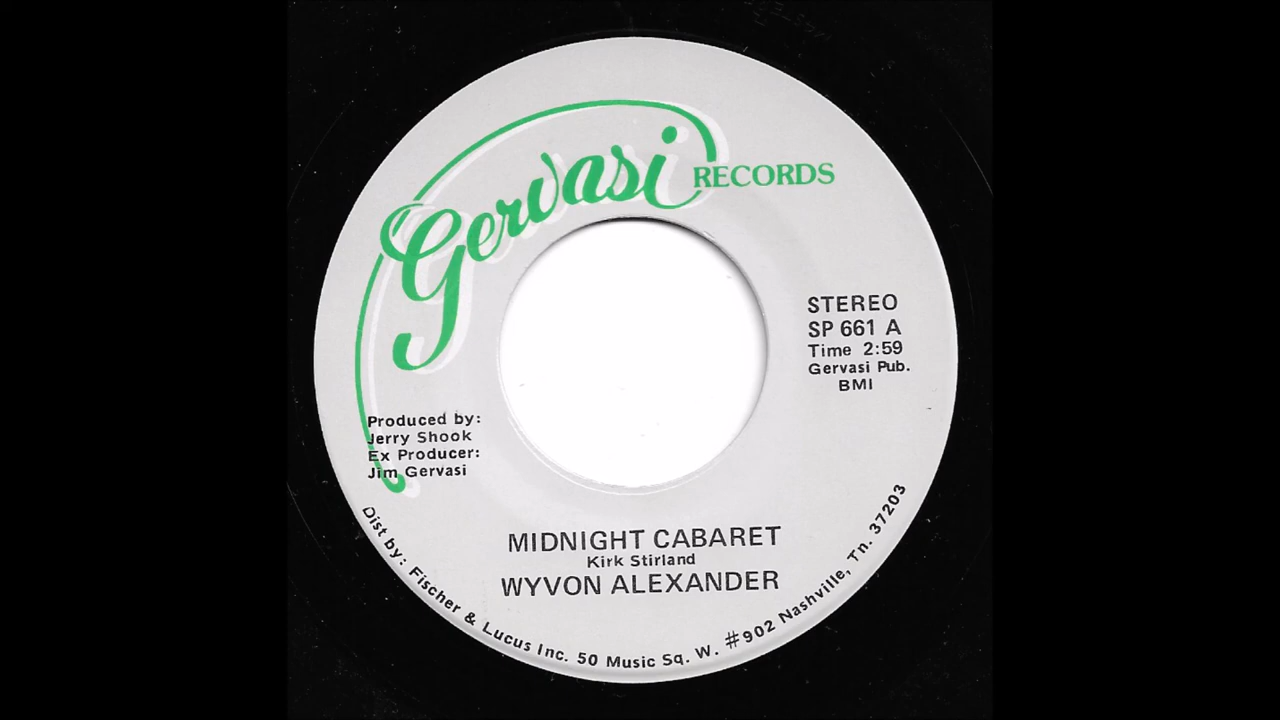 Gervasi RECORDS
STEREO
SP 661 A
Time 2:59
Gervasi Pub.
BMI
Produced by:
Jerry Shook
Ex Producer:
Jim Gervasi
MIDNIGHT CABARET
Kirk Stirland
WYVON ALEXANDER
Dist by: Fischer & Lucus Inc. 50 Music Sq. W. #902 Nashville, Tn. 37203